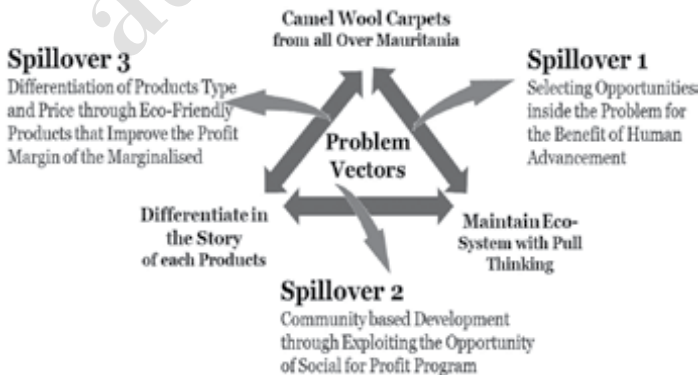 Camel Wool Carpets
from all Over Mauritania
Spillover 3
Differentiation of Products Type
and Price through Eco-Friendly
Products that Improve the Profit
Margin of the Marginalised
Spillover 1
Selecting Opportunities
inside the Problem for
the Benefit of Human
Advancement
Problem
Vectors
Differentiate in
the Story
of each Products
Maintain Eco-
System with Pull
Thinking
Spillover 2
Community based Development
through Exploiting the Opportunity
of Social for Profit Program